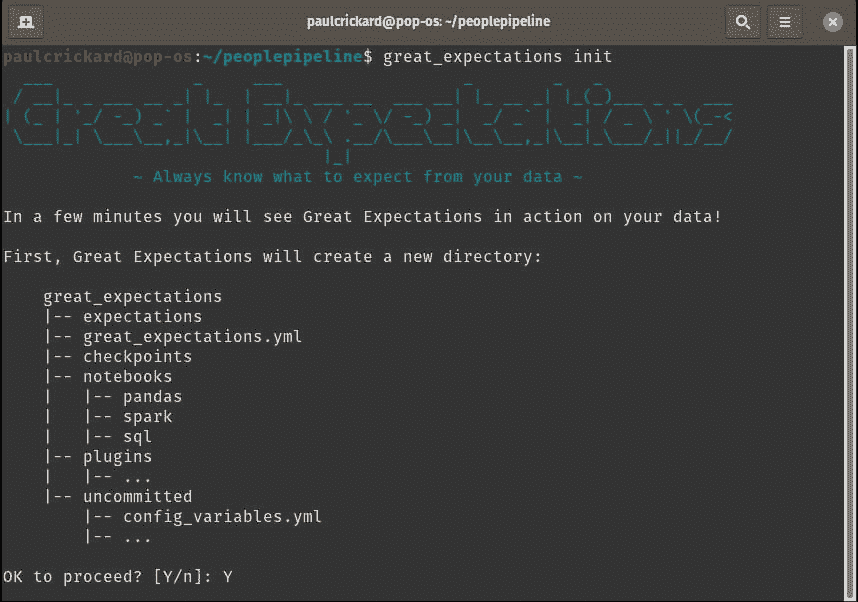 paulcrickard@pop-os: ~/peoplepipeline
paulcrickard@pop-os:~/peoplepipeline$ great_expectations init
Great Expectations
~ Always know what to expect from your data ~
In a few minutes you will see Great Expectations in action on your data!
First, Great Expectations will create a new directory:
great_expectations
|-- expectations
|-- great_expectations.yml
|-- checkpoints
|-- notebooks
|   |-- pandas
|   |-- spark
|   |-- sql
|-- plugins
|   |-- ...
|-- uncommitted
    |-- config_variables.yml
    |-- ...
OK to proceed? [Y/n]: Y